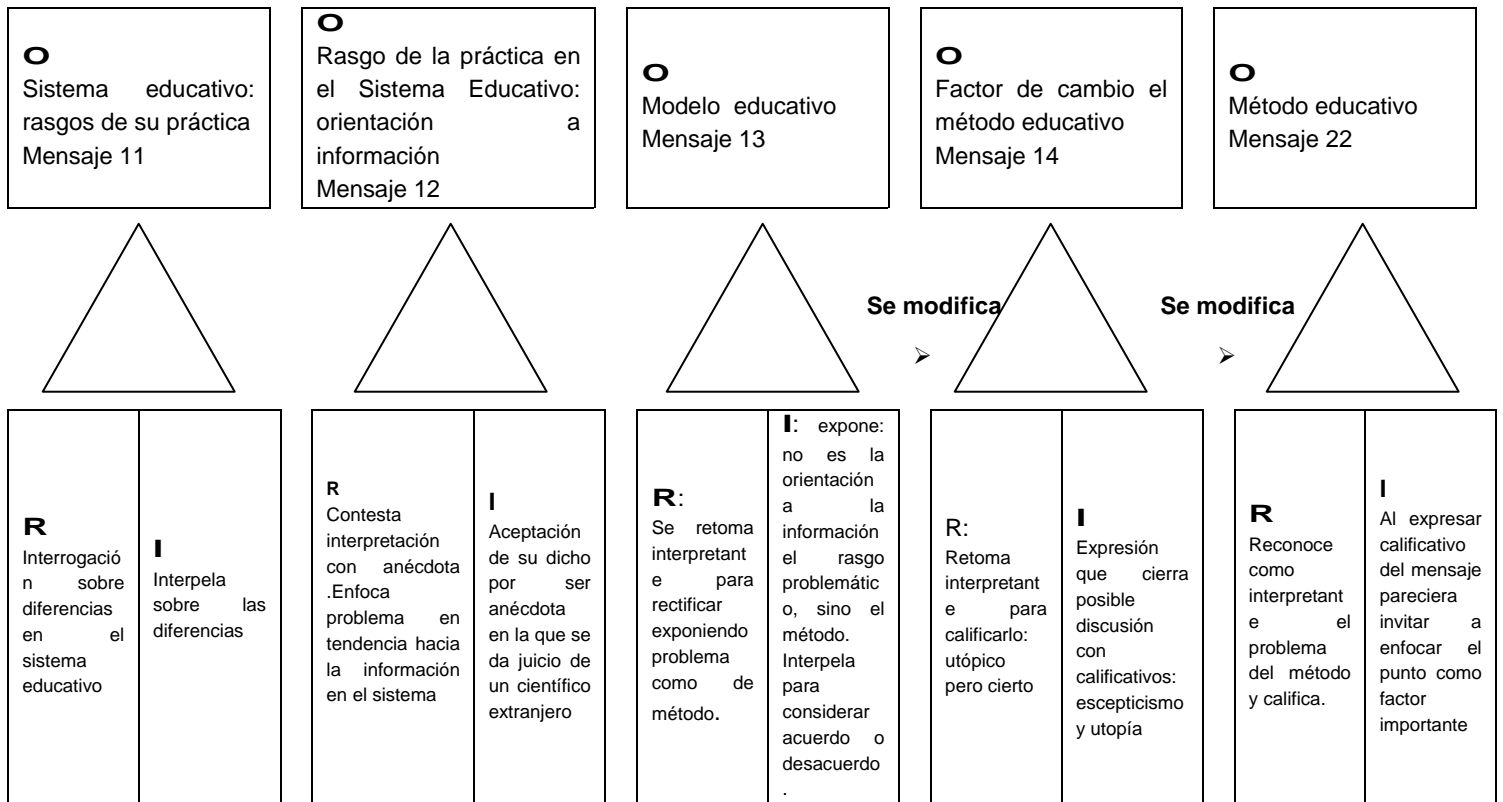 O
Sistema educativo:
rasgos de su práctica
Mensaje 11
O
Rasgo de la práctica en
el Sistema Educativo:
orientación a
información
Mensaje 12
O
Modelo educativo
Mensaje 13
O
Factor de cambio el
método educativo
Mensaje 14
O
Método educativo
Mensaje 22
Se modifica
➢
Se modifica
➢
R
Interrogació
n sobre
diferencias
en el
sistema
educativo
I
Interpela
sobre las
diferencias
R
Contesta
interpretación
con anécdota
.Enfoca
problema en
tendencia hacia
la información
en el sistema
I
Aceptación
de su dicho
por ser
anécdota
en la que se
da juicio de
un científico
extranjero
R:
Se retoma
interpretant
e para
rectificar
exponiendo
problema
como de
método.
I: expone:
no es la
orientación
a la
información
el rasgo
problemátic
o, sino el
método.
Interpela
para
considerar
acuerdo o
desacuerdo
.
R:
Retoma
interpretant
e para
calificarlo:
utópico
pero cierto
I
Expresión
que cierra
posible
discusión
con
calificativos:
escepticismo
y utopía
R
Reconoce
como
interpretant
e el
problema
del método
y califica.
I
Al expresar
calificativo
del mensaje
pareciera
invitar a
enfocar el
punto como
factor
importante